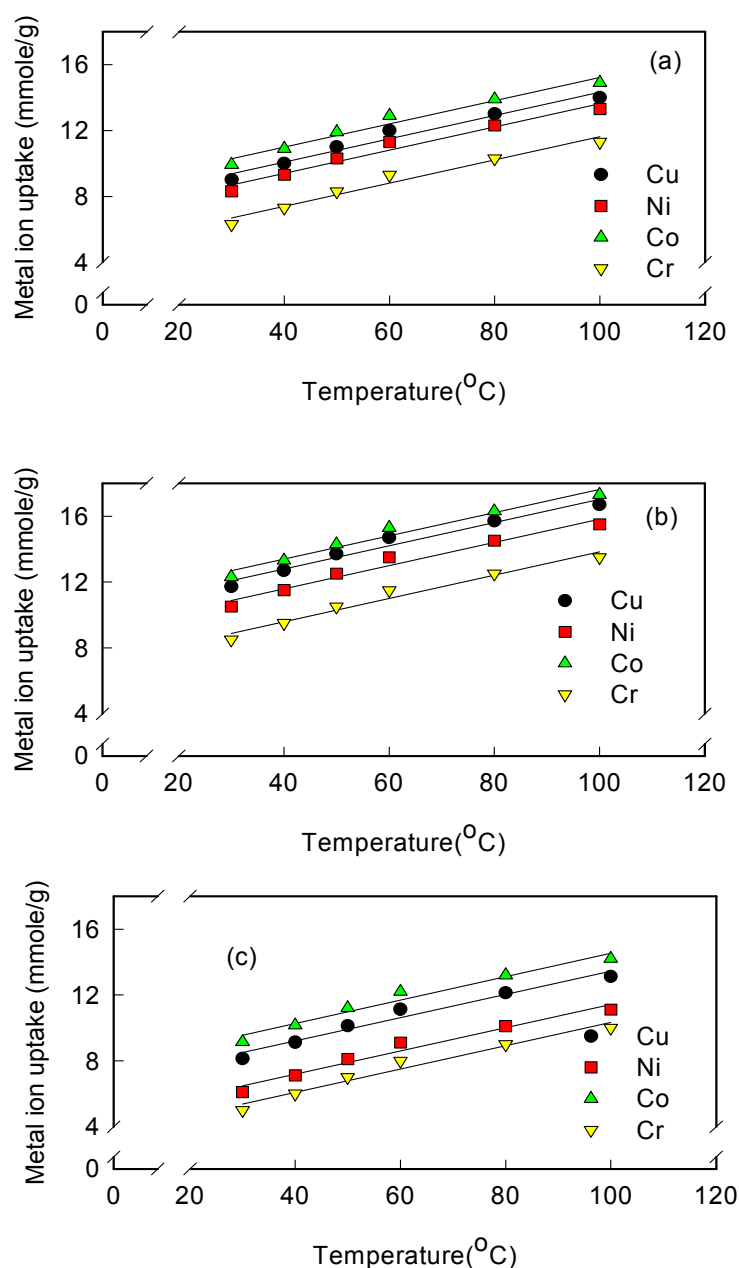 Metal ion uptake (mmole/g)
16
12
8
4
0
(a)
Cu
Ni
Co
Cr
0 20 40 60 80 100 120
Temperature(°C)
Metal ion uptake (mmole/g)
16
12
8
4
0
(b)
Cu
Ni
Co
Cr
0 20 40 60 80 100 120
Temperature(°C)
Metal ion uptake (mmole/g)
16
12
8
4
0
(c)
Cu
Ni
Co
Cr
0 20 40 60 80 100 120
Temperature(°C)